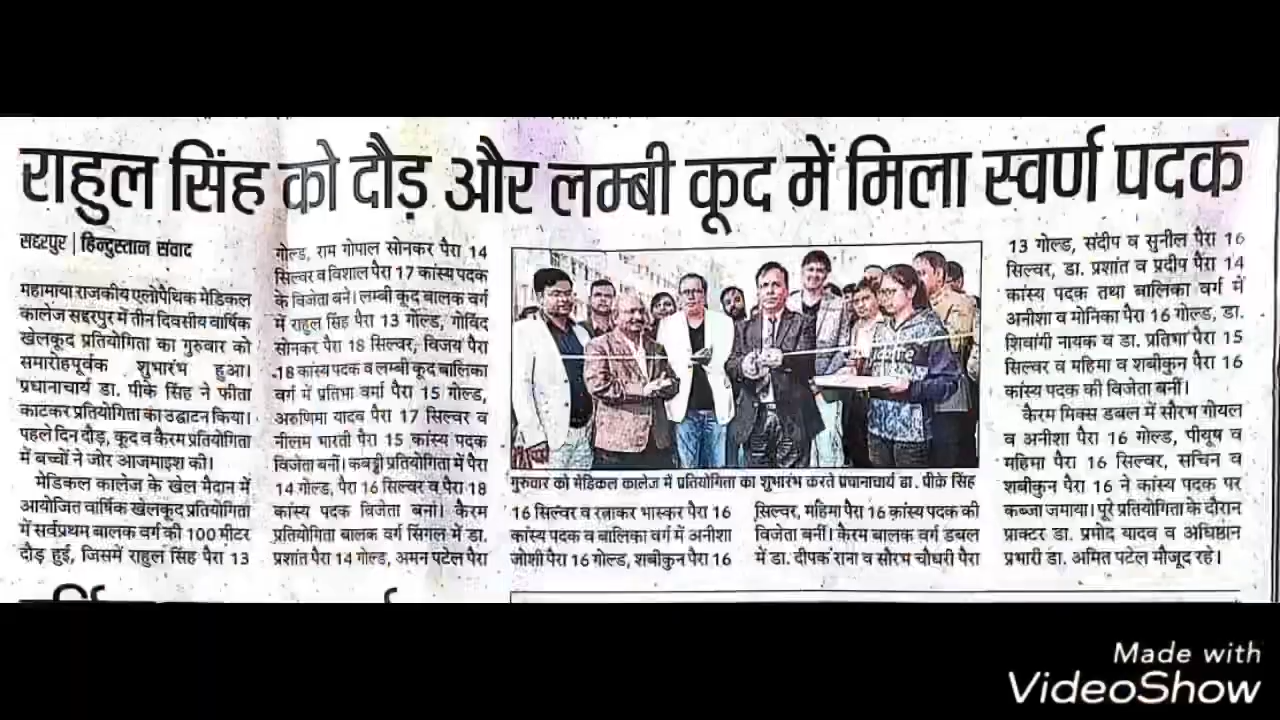 राहुल सिंह को दौड़ और लम्बी कूद में मिला स्वर्ण पदक
सद्दरपुर | हिन्दुस्तान संवाद
महामाया राजकीय एलोपैथिक मेडिकल
कालेज सद्दरपुर में तीन दिवसीय वार्षिक
खेलकूद प्रतियोगिता का गुरुवार को
समारोहपूर्वक शुभारंभ हुआ।
प्रधानाचार्य डा. पीके सिंह ने फीता
काटकर प्रतियोगिता का उद्घाटन किया।
पहले दिन दौड़, कूद व कैरम प्रतियोगिता
में बच्चों ने जोर आजमाइश की।
मेडिकल कालेज के खेल मैदान में
आयोजित वार्षिक खेलकूद प्रतियोगिता
में सर्वप्रथम बालक वर्ग की 100 मीटर
दौड़ हुई, जिसमें राहुल सिंह पैरा 13
गोल्ड, राम गोपाल सोनकर पैरा 14
सिल्वर व विशाल पैरा 17 कांस्य पदक
के विजेता बने। लम्बी कूद बालक वर्ग
में राहुल सिंह पैरा 13 गोल्ड, गोविंद
सोनकर पैरा 18 सिल्वर, विजय पैरा
18 कांस्य पदक व लम्बी कूद बालिका
वर्ग में प्रतिभा वर्मा पैरा 15 गोल्ड,
अरुणिमा यादव पैरा 17 सिल्वर व
नीलम भारती पैरा 15 कांस्य पदक
विजेता बनीं। कबड्डी प्रतियोगिता में पैरा
14 गोल्ड, पैरा 16 सिल्वर व पैरा 18
कांस्य पदक विजेता बना। कैरम
प्रतियोगिता बालक वर्ग सिंगल में डा.
प्रशांत पैरा 14 गोल्ड, अमन पटेल पैरा
गुरुवार को मेडिकल कालेज में प्रतियोगिता का शुभारंभ करते प्रधानाचार्य डा. पीके सिंह
16 सिल्वर व रत्नाकर भास्कर पैरा 16
कांस्य पदक व बालिका वर्ग में अनीशा
जोशी पैरा 16 गोल्ड, शबीकुन पैरा 16
सिल्वर, महिमा पैरा 16 कांस्य पदक की
विजेता बनीं। कैरम बालक वर्ग डबल
में डा. दीपक राना व सौरभ चौधरी पैरा
13 गोल्ड, संदीप व सुनील पैरा 16
सिल्वर, डा. प्रशांत व प्रदीप पैरा 14
कांस्य पदक तथा बालिका वर्ग में
अनीशा व मोनिका पैरा 16 गोल्ड, डा.
शिवांगी नायक व डा. प्रतिभा पैरा 15
सिल्वर व महिमा व शबीकुन पैरा 16
कांस्य पदक की विजेता बनीं।
कैरम मिक्स डबल में सौरभ गोयल
व अनीशा पैरा 16 गोल्ड, पीयूष व
महिमा पैरा 16 सिल्वर, सचिन व
शबीकुन पैरा 16 ने कांस्य पदक पर
कब्जा जमाया। पूरे प्रतियोगिता के दौरान
प्राक्टर डा. प्रमोद यादव व अधिष्ठान
प्रभारी डा. अमित पटेल मौजूद रहे।
Made with
VideoShow